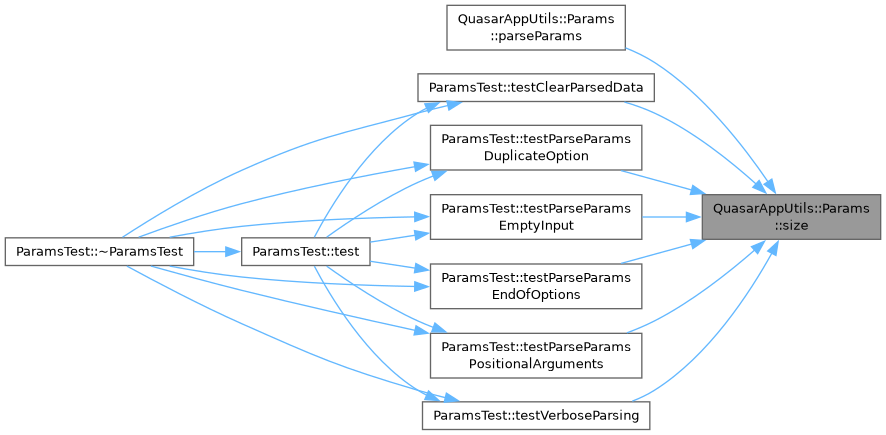 QuasarAppUtils::Params
::parseParams
ParamsTest::testClearParsedData
ParamsTest::testParseParams
DuplicateOption
ParamsTest::testParseParams
EmptyInput
QuasarAppUtils::Params
::size
ParamsTest::~ParamsTest
ParamsTest::test
ParamsTest::testParseParams
EndOfOptions
ParamsTest::testParseParams
PositionalArguments
ParamsTest::testVerboseParsing